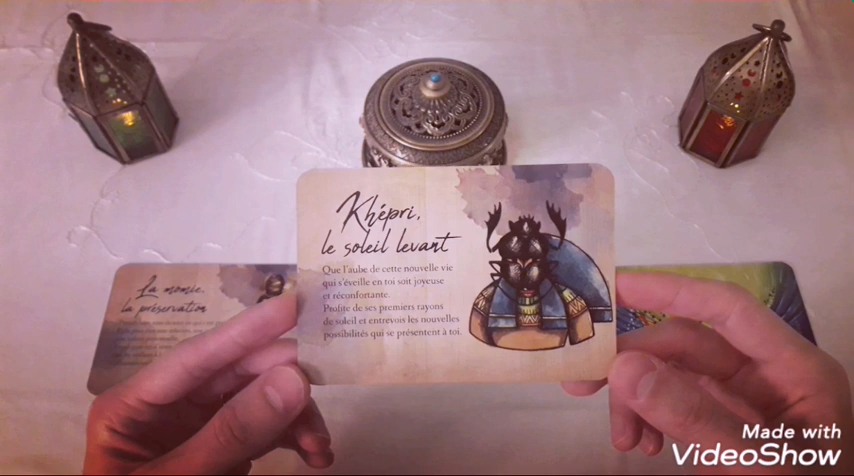 Khépri,
le soleil levant
Que l'aube de cette nouvelle vie
qui s'éveille en toi soit joyeuse
et réconfortante.
Profite de ses premiers rayons
de soleil et entrevois les nouvelles
possibilités qui se présentent à toi.
La momie,
la préservation
Made with
VideoShow